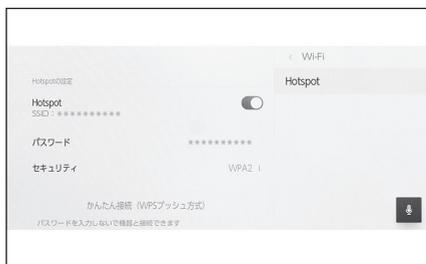 Wi-Fi
Hotspotの設定
Hotspot
Hotspot
SSID：**********
パスワード
**********
セキュリティ
WPA2
かんたん接続（WPSプッシュ方式）
パスワードを入力しないで機器と接続できます